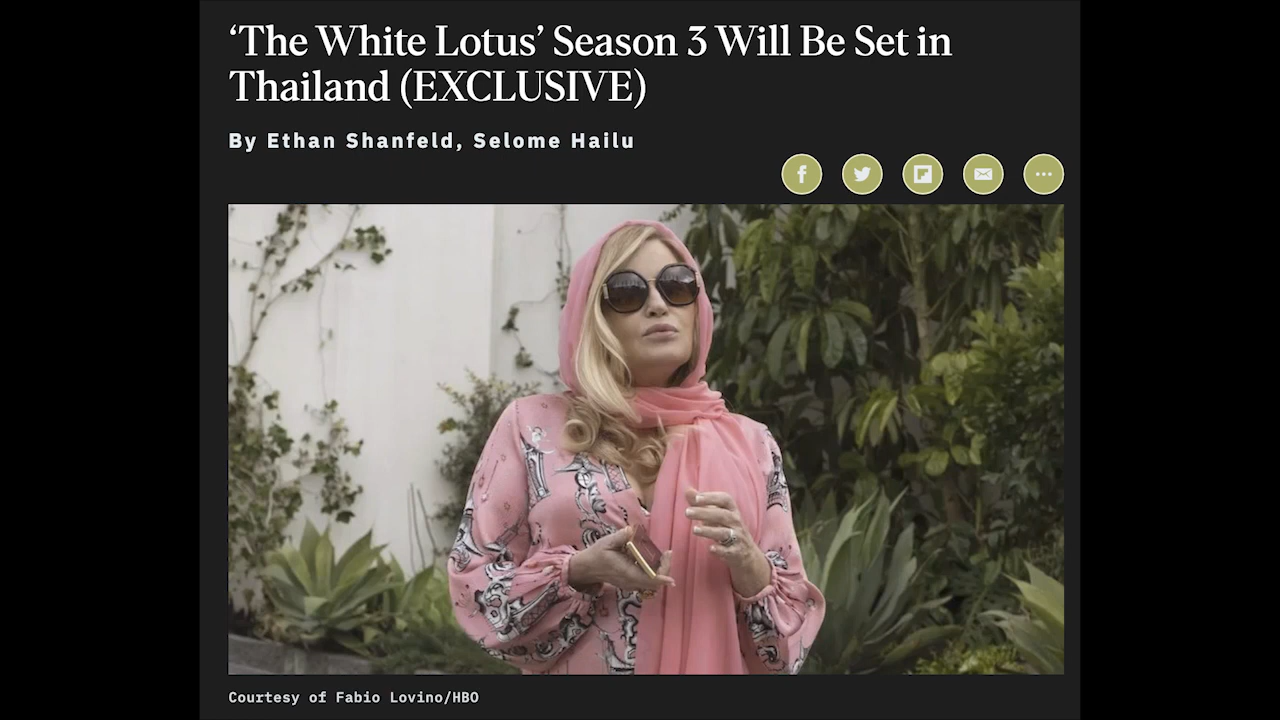 ‘The White Lotus’ Season 3 Will Be Set in
Thailand (EXCLUSIVE)
By Ethan Shanfeld, Selome Hailu
Courtesy of Fabio Lovino/HBO